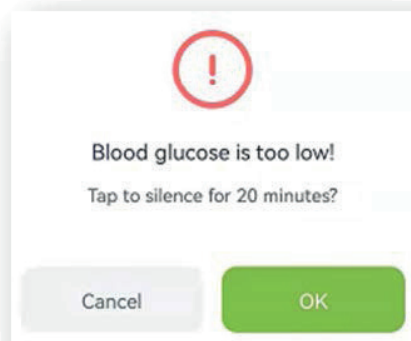 Blood glucose is too low!
Tap to silence for 20 minutes?
Cancel
OK